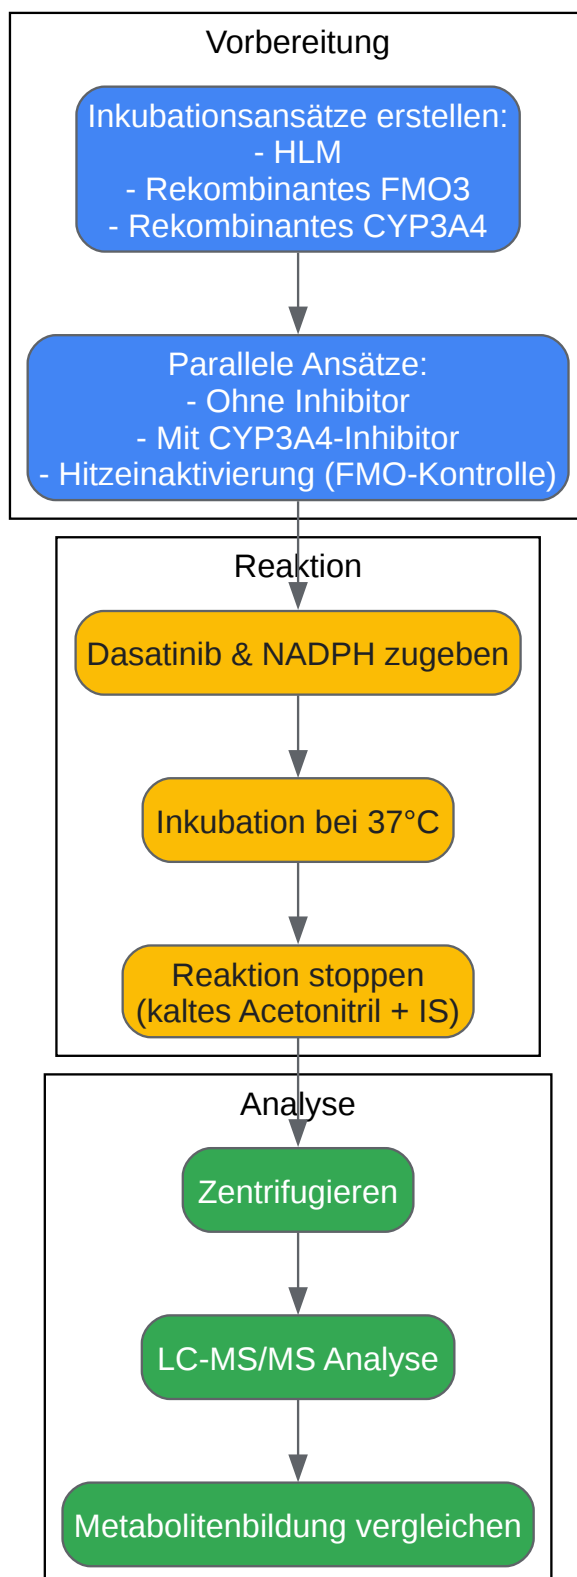 Vorbereitung
Inkubationsansätze erstellen:
- HLM
- Rekombinantes FMO3
- Rekombinantes CYP3A4
Parallele Ansätze:
- Ohne Inhibitor
- Mit CYP3A4-Inhibitor
- Hitzeinaktivierung (FMO-Kontrolle)
Reaktion
Dasatinib & NADPH zugeben
Inkubation bei 37°C
Reaktion stoppen
(kaltes Acetonitril + IS)
Analyse
Zentrifugieren
LC-MS/MS Analyse
Metabolitenbildung vergleichen